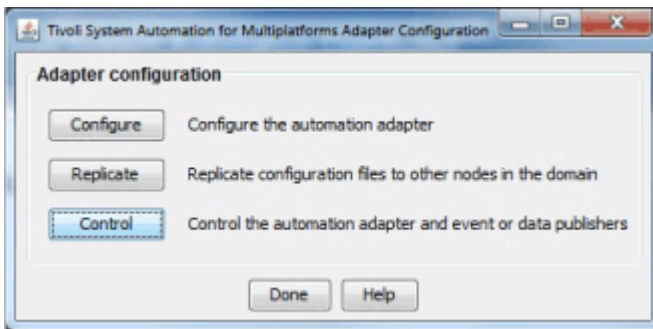 Tivoli System Automation for Multiplatforms Adapter Configuration
Adapter configuration
Configure Configure the automation adapter
Replicate Replicate configuration files to other nodes in the domain
Control Control the automation adapter and event or data publishers
Done Help